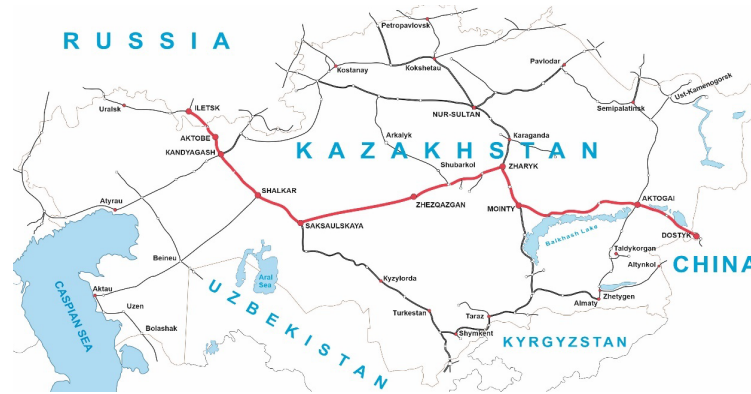 Petropavlovsk
RUSSIA
Kostanay
Kokshetau
Pavlodar
Ust-Kamenogorsk
Uralsk
ILETSK
NUR-SULTAN
Semipalatinsk
AKTOBE
Arkalyk
Karaganda
KANDYAGASH
KAZAKHSTAN
Shubarkol
ZHARYK
SHALKAR
ZHEZQAZGAN
MOINTY
AKTOGAI
Atyrau
SAKSAULSKAYA
Balkhash Lake
DOSTYK
Beineu
Taldykorgan
Altynkol
CHINA
Aral
Sea
Kyzylorda
CASPIAN SEA
Aktau
UZBEKISTAN
Uzen
Turkestan
Taraz
Almaty
Zhetygen
Bolashak
Shymkent
KYRGYZSTAN